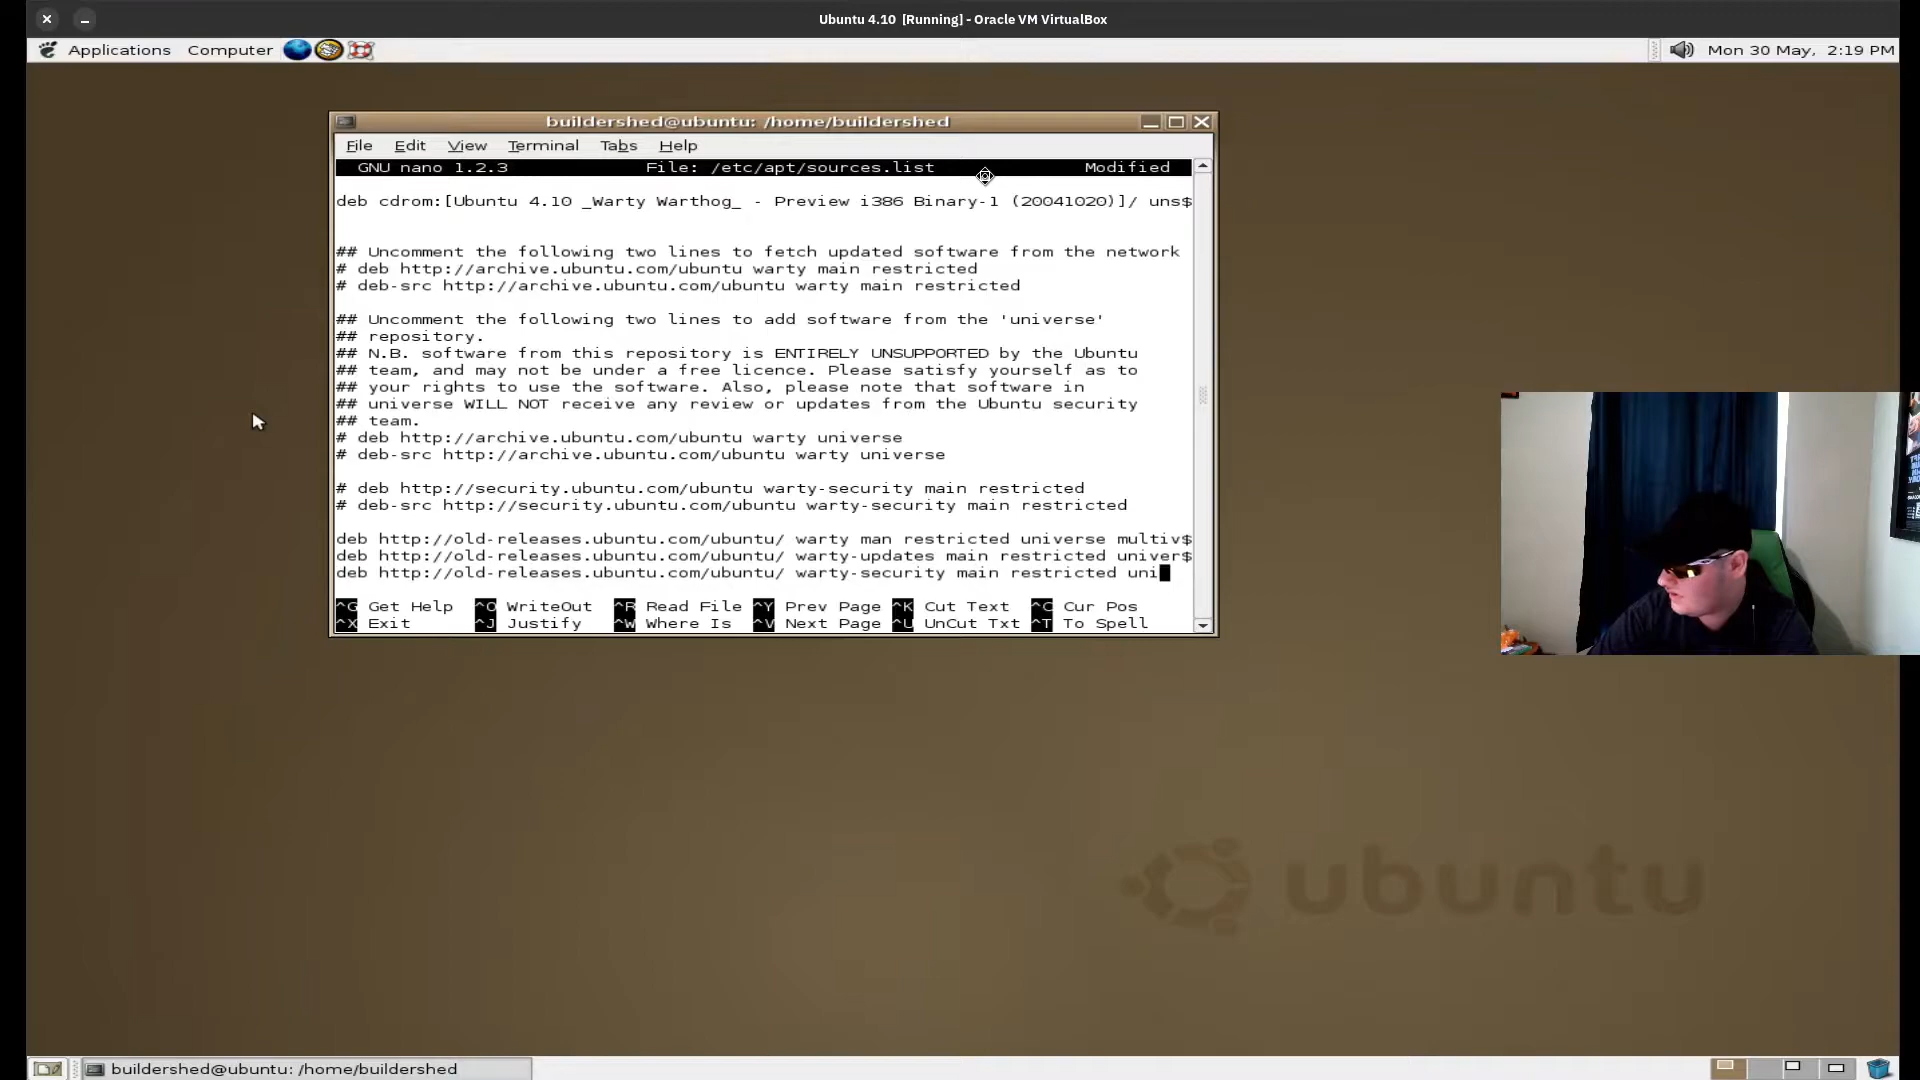 Ubuntu 4.10 [Running] - Oracle VM VirtualBox
Applications Computer Mon 30 May, 2:19 PM
buildershed@ubuntu: /home/buildershed
File Edit View Terminal Tabs Help
GNU nano 1.2.3 File: /etc/apt/sources.list Modified
deb cdrom:[Ubuntu 4.10 _Warty Warthog_ - Preview i386 Binary-1 (20041020)]/ uns$
## Uncomment the following two lines to fetch updated software from the network
# deb http://archive.ubuntu.com/ubuntu warty main restricted
# deb-src http://archive.ubuntu.com/ubuntu warty main restricted
## Uncomment the following two lines to add software from the 'universe'
## repository.
## N.B. software from this repository is ENTIRELY UNSUPPORTED by the Ubuntu
## team, and may not be under a free licence. Please satisfy yourself as to
## your rights to use the software. Also, please note that software in
## universe WILL NOT receive any review or updates from the Ubuntu security
## team.
# deb http://archive.ubuntu.com/ubuntu warty universe
# deb-src http://archive.ubuntu.com/ubuntu warty universe
# deb http://security.ubuntu.com/ubuntu warty-security main restricted
# deb-src http://security.ubuntu.com/ubuntu warty-security main restricted
deb http://old-releases.ubuntu.com/ubuntu/ warty man restricted universe multiv$
deb http://old-releases.ubuntu.com/ubuntu/ warty-updates main restricted univer$
deb http://old-releases.ubuntu.com/ubuntu/ warty-security main restricted uni
^G Get Help ^O WriteOut ^R Read File ^Y Prev Page ^K Cut Text ^C Cur Pos
^X Exit ^J Justify ^W Where Is ^V Next Page ^U UnCut Txt ^T To Spell
ubuntu
buildershed@ubuntu: /home/buildershed